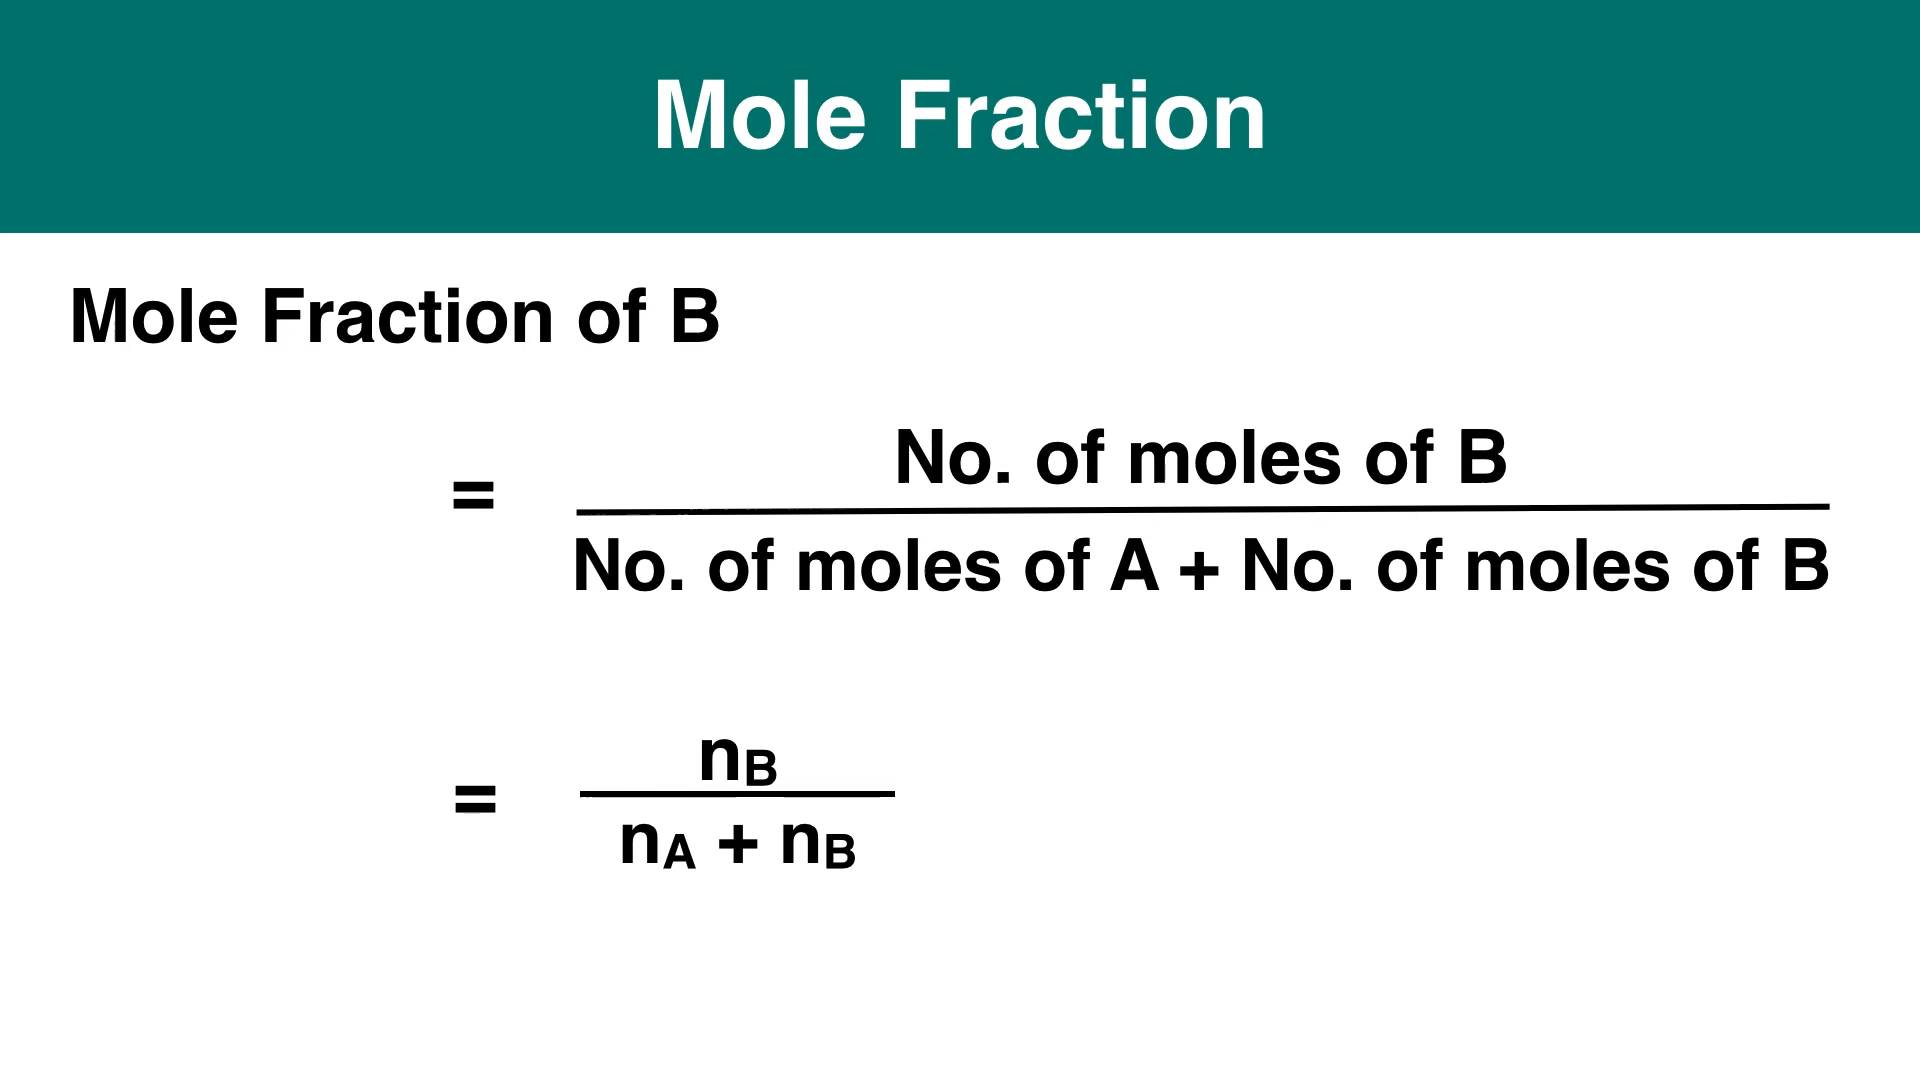 Mole Fraction
Mole Fraction of B
No. of moles of B
=
No. of moles of A + No. of moles of B
nB
=
nA + nB